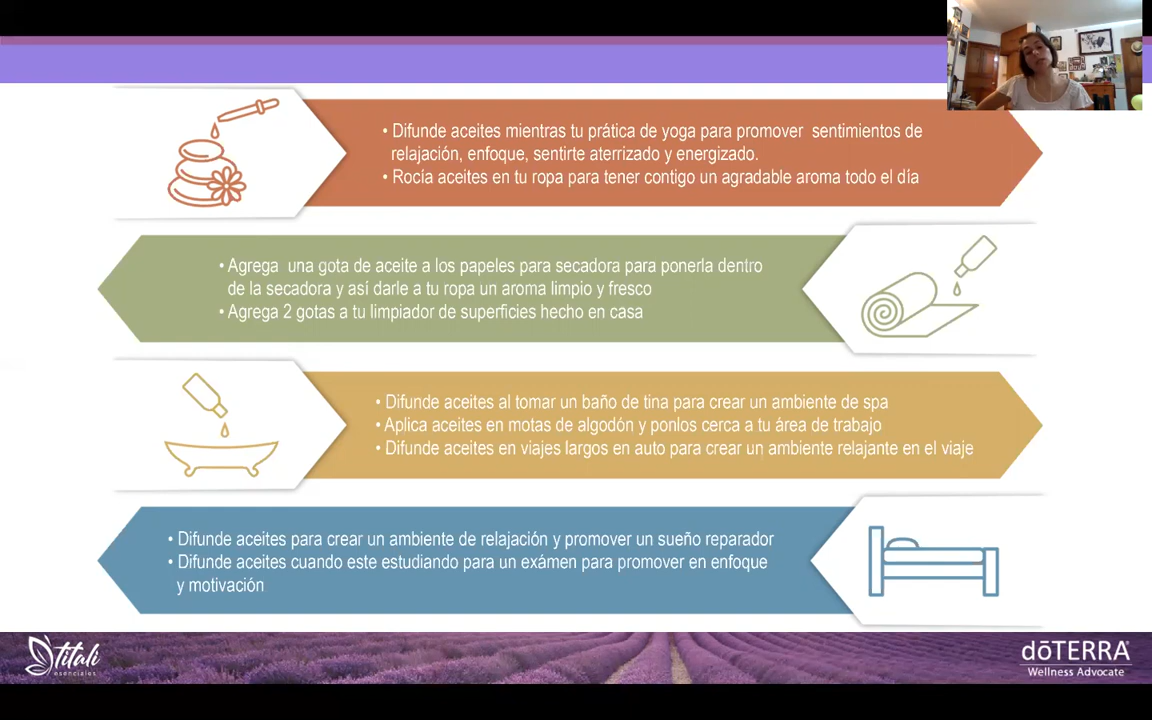 • Difunde aceites mientras tu prática de yoga para promover sentimientos de
relajación, enfoque, sentirte aterrizado y energizado.
• Rocía aceites en tu ropa para tener contigo un agradable aroma todo el día
• Agrega una gota de aceite a los papeles para secadora para ponerla dentro
de la secadora y así darle a tu ropa un aroma limpio y fresco
• Agrega 2 gotas a tu limpiador de superficies hecho en casa
• Difunde aceites al tomar un baño de tina para crear un ambiente de spa
• Aplica aceites en motas de algodón y ponlos cerca a tu área de trabajo
• Difunde aceites en viajes largos en auto para crear un ambiente relajante en el viaje
• Difunde aceites para crear un ambiente de relajación y promover un sueño reparador
• Difunde aceites cuando este estudiando para un exámen para promover en enfoque
y motivación
titali
esenciales
dōTERRA
Wellness Advocate